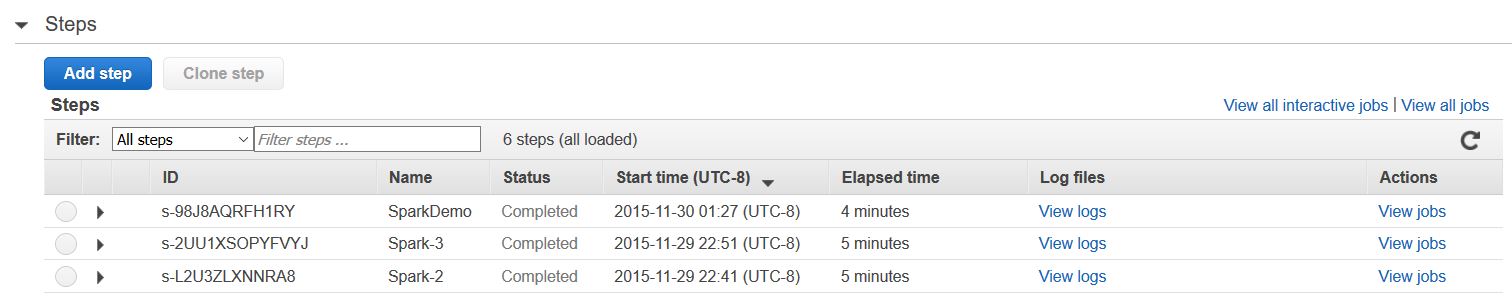 Steps
Add step Clone step
Steps View all interactive jobs | View all jobs
Filter: All steps Filter steps ... 6 steps (all loaded)
ID Name Status Start time (UTC-8) Elapsed time Log files Actions
s-98J8AQRFH1RY SparkDemo Completed 2015-11-30 01:27 (UTC-8) 4 minutes View logs View jobs
s-2UU1XSOPYFVYJ Spark-3 Completed 2015-11-29 22:51 (UTC-8) 5 minutes View logs View jobs
s-L2U3ZLXNNRA8 Spark-2 Completed 2015-11-29 22:41 (UTC-8) 5 minutes View logs View jobs